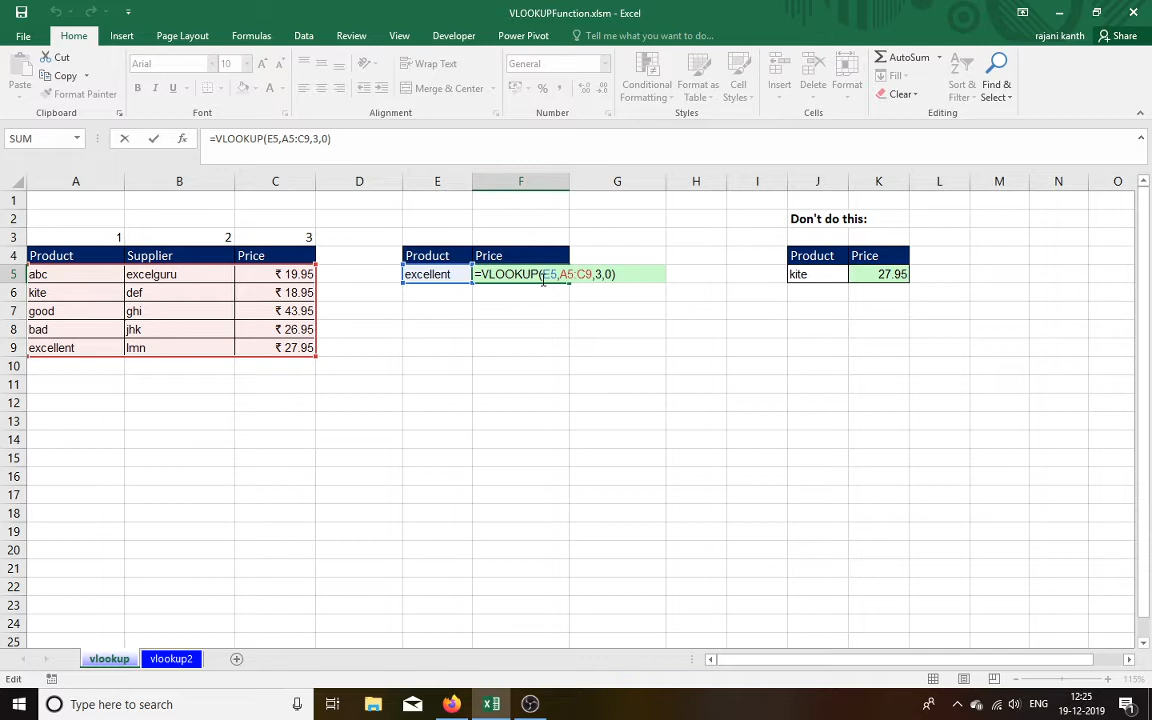 VLOOKUPFunction.xlsm - Excel
File Home Insert Page Layout Formulas Data Review View Developer Power Pivot Tell me what you want to do... rajani kanth Share
Paste Cut Copy Format Painter
Clipboard
Arial 10 A A
B I U A
Font
Wrap Text
Merge & Center
Alignment
General
%
Number
Conditional Formatting Format as Table Cell Styles
Styles
Insert Delete Format
Cells
AutoSum Fill Clear Sort & Filter Find & Select
Editing
SUM fx =VLOOKUP(E5,A5:C9,3,0)
A B C D E F G H I J K L M N O
1
2 Don't do this:
3 1 2 3
4 Product Supplier Price Product Price Product Price
5 abc excelguru ₹ 19.95 excellent =VLOOKUP(E5,A5:C9,3,0) kite 27.95
6 kite def ₹ 18.95
7 good ghi ₹ 43.95
8 bad jhk ₹ 26.95
9 excellent lmn ₹ 27.95
10
11
12
13
14
15
16
17
18
19
20
21
22
23
24
25
vlookup vlookup2
Edit 115%
Type here to search ENG 12:25
19-12-2019 1